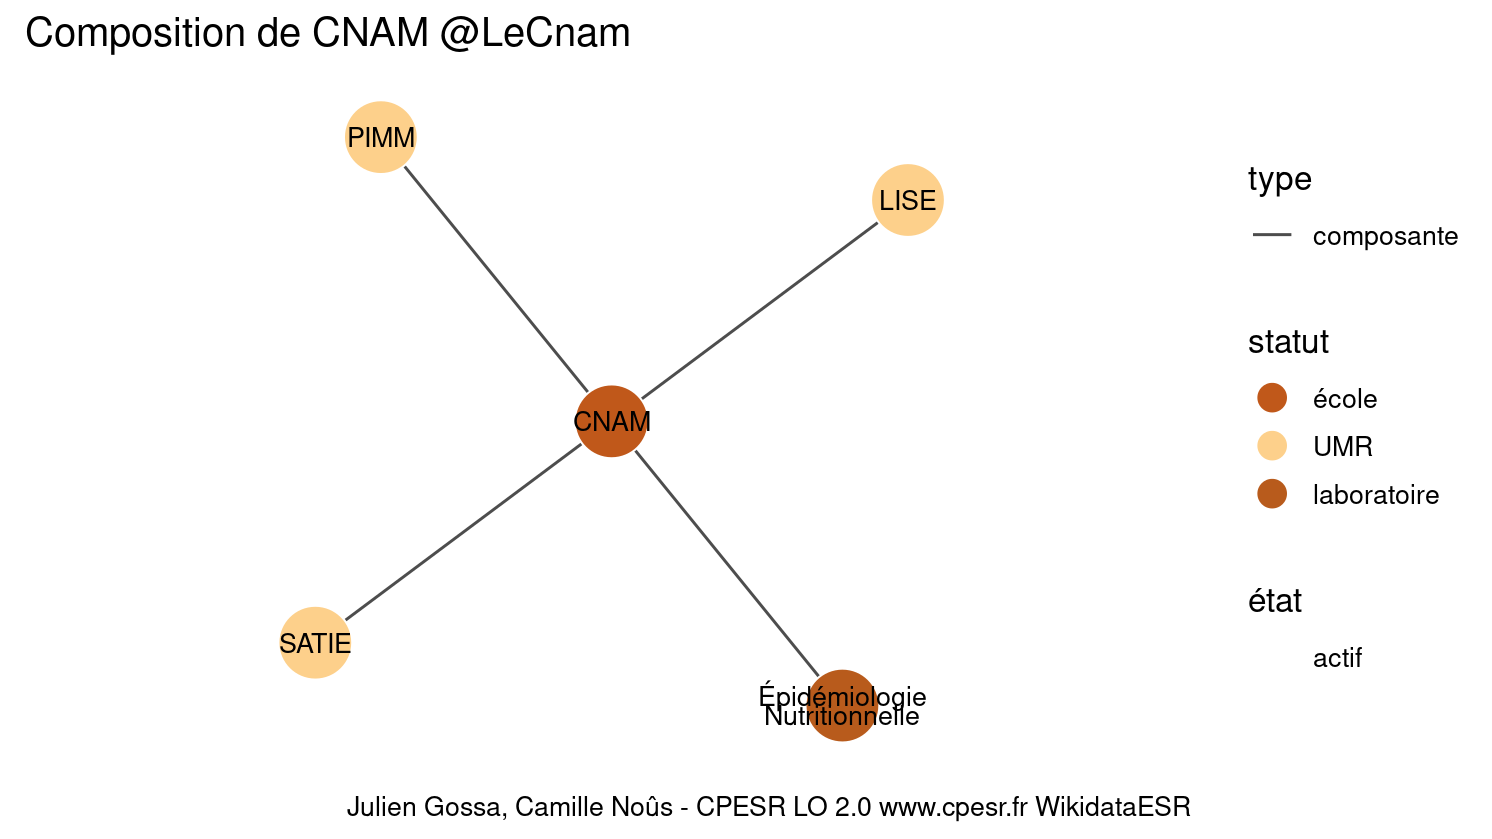 Composition de CNAM @LeCnam
PIMM
LISE
CNAM
SATIE
Épidémiologie
Nutritionnelle
type
composante
statut
école
UMR
laboratoire
état
actif
Julien Gossa, Camille Noûs - CPESR LO 2.0 www.cpesr.fr WikidataESR